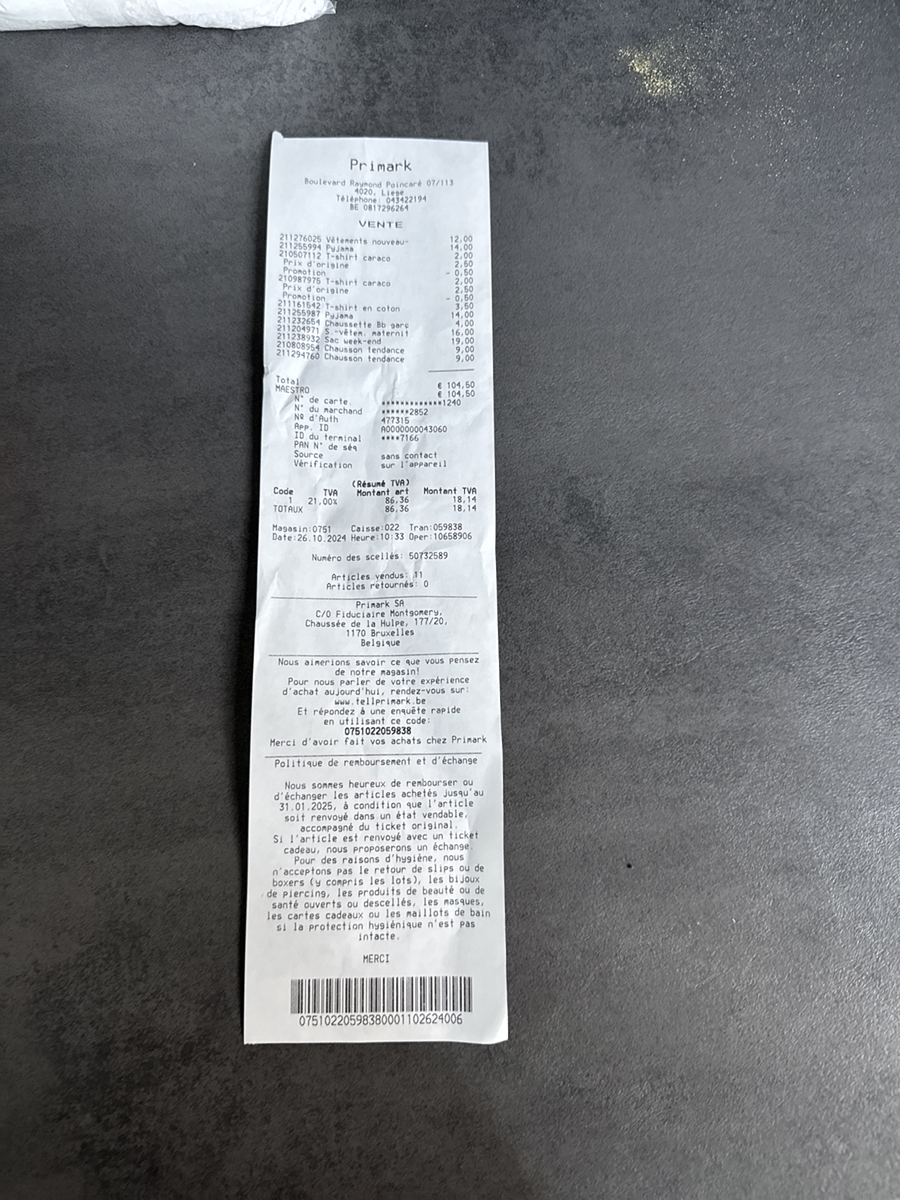 Primark
Boulevard Raymond Poincaré 07/113
4020, Liege
Téléphone: 043422194
BE 0817296264
VENTE
211276025 Vêtements nouveau- 12,00
211255994 Pyjama 14,00
210507112 T-shirt caraco 2,00
Prix d'origine 2,50
Promotion - 0,50
210987975 T-shirt caraco 2,00
Prix d'origine 2,50
Promotion - 0,50
211161542 T-shirt en coton 3,50
211255987 Pyjama 14,00
211232654 Chaussette Bb garc 4,00
211204971 S.-vêtem. maternit 16,00
211238932 Sac week-end 19,00
210808954 Chausson tendance 9,00
211294760 Chausson tendance 9,00
Total € 104,50
MAESTRO € 104,50
N° de carte *************1240
N° du marchand ******2852
Nº d'Auth 477315
App. ID A0000000043060
ID du terminal ****7166
PAN N° de séq
Source sans contact
Vérification sur l'appareil
(Résumé TVA)
Code TVA Montant art Montant TVA
1 21,00% 86,36 18,14
TOTAUX 86,36 18,14
Magasin:0751 Caisse:022 Tran:059838
Date:26.10.2024 Heure:10:33 Oper:10658906
Numéro des scellés: 50732589
Articles vendus: 11
Articles retournés: 0
Primark SA
C/O Fiduciaire Montgomery,
Chaussée de la Hulpe, 177/20,
1170 Bruxelles
Belgique
Nous aimerions savoir ce que vous pensez
de notre magasin!
Pour nous parler de votre expérience
d'achat aujourd'hui, rendez-vous sur:
www.tellprimark.be
Et répondez à une enquête rapide
en utilisant ce code:
0751022059838
Merci d'avoir fait vos achats chez Primark
Politique de remboursement et d'échange
Nous sommes heureux de rembourser ou
d'échanger les articles achetés jusqu'au
31.01.2025, à condition que l'article
soit renvoyé dans un état vendable,
accompagné du ticket original.
Si l'article est renvoyé avec un ticket
cadeau, nous proposerons un échange.
Pour des raisons d'hygiène, nous
n'acceptons pas le retour de slips ou de
boxers (y compris les lots), les bijoux
de piercing, les produits de beauté ou de
santé ouverts ou descellés, les masques,
les cartes cadeaux ou les maillots de bain
si la protection hygiénique n'est pas
intacte.
MERCI
07510220598380001102624006